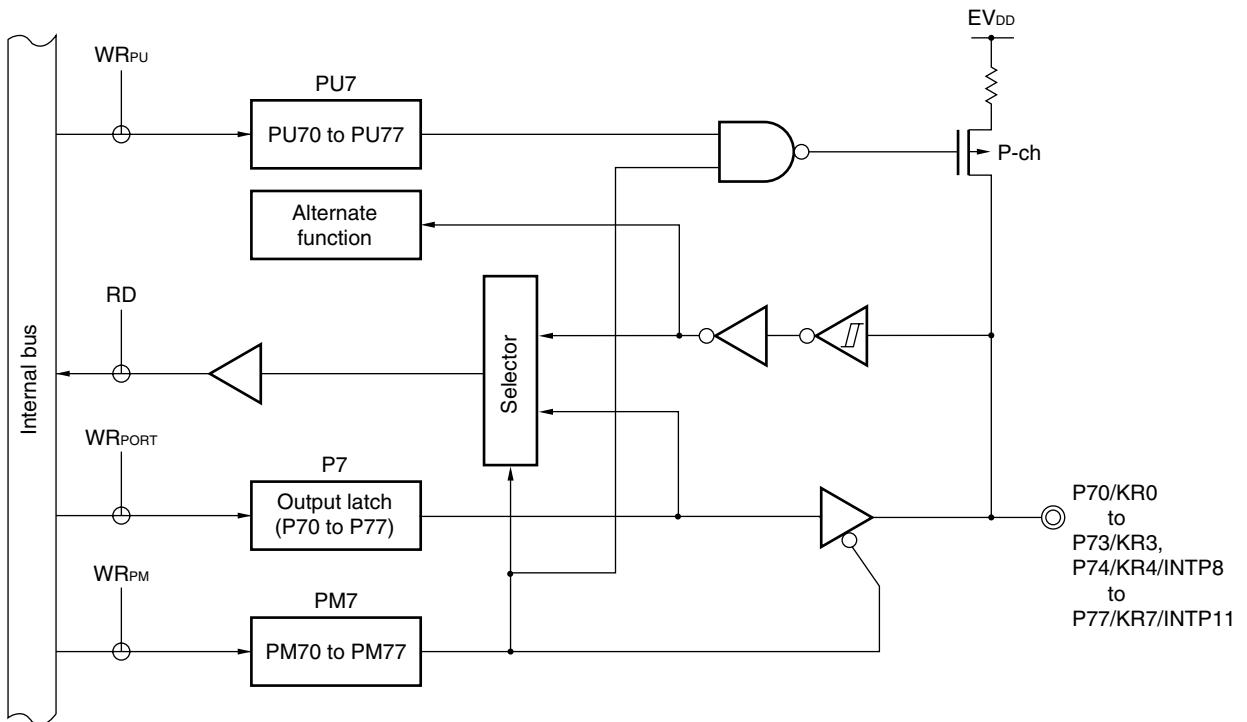 EVDD
WRPU
PU7
PU70 to PU77
P-ch
Alternate
function
RD
Internal bus
Selector
WRPORT
P7
Output latch
(P70 to P77)
P70/KR0
to
P73/KR3,
P74/KR4/INTP8
to
P77/KR7/INTP11
WRPM
PM7
PM70 to PM77